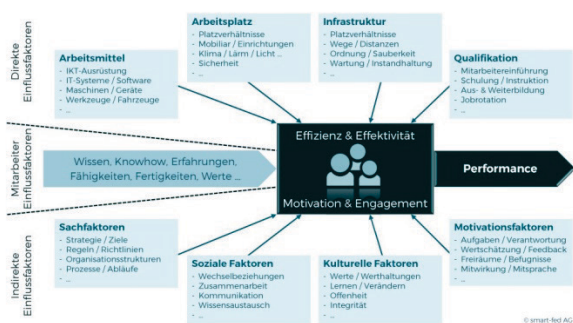 Direkte
Einflussfaktoren
Arbeitsmittel
- IKT-Ausrüstung
- IT-Systeme / Software
- Maschinen / Geräte
- Werkzeuge / Fahrzeuge
- ...
Arbeitsplatz
- Platzverhältnisse
- Mobiliar / Einrichtungen
- Klima / Lärm / Licht ...
- Sicherheit
- ...
Infrastruktur
- Platzverhältnisse
- Wege / Distanzen
- Ordnung / Sauberkeit
- Wartung / Instandhaltung
- ...
Qualifikation
- Mitarbeitereinführung
- Schulung / Instruktion
- Aus- & Weiterbildung
- Jobrotation
- ...
Mitarbeiter
Einflussfaktoren
Wissen, Knowhow, Erfahrungen,
Fähigkeiten, Fertigkeiten, Werte ...
Effizienz & Effektivität
Motivation & Engagement
Performance
Indirekte
Einflussfaktoren
Sachfaktoren
- Strategie / Ziele
- Regeln / Richtlinien
- Organisationsstrukturen
- Prozesse / Abläufe
- ...
Soziale Faktoren
- Wechselbeziehungen
- Zusammenarbeit
- Kommunikation
- Wissensaustausch
- ...
Kulturelle Faktoren
- Werte / Werthaltungen
- Lernen / Verändern
- Offenheit
- Integrität
- ...
Motivationsfaktoren
- Aufgaben / Verantwortung
- Wertschätzung / Feedback
- Freiräume / Befugnisse
- Mitwirkung / Mitsprache
- ...
© smart-fed AG